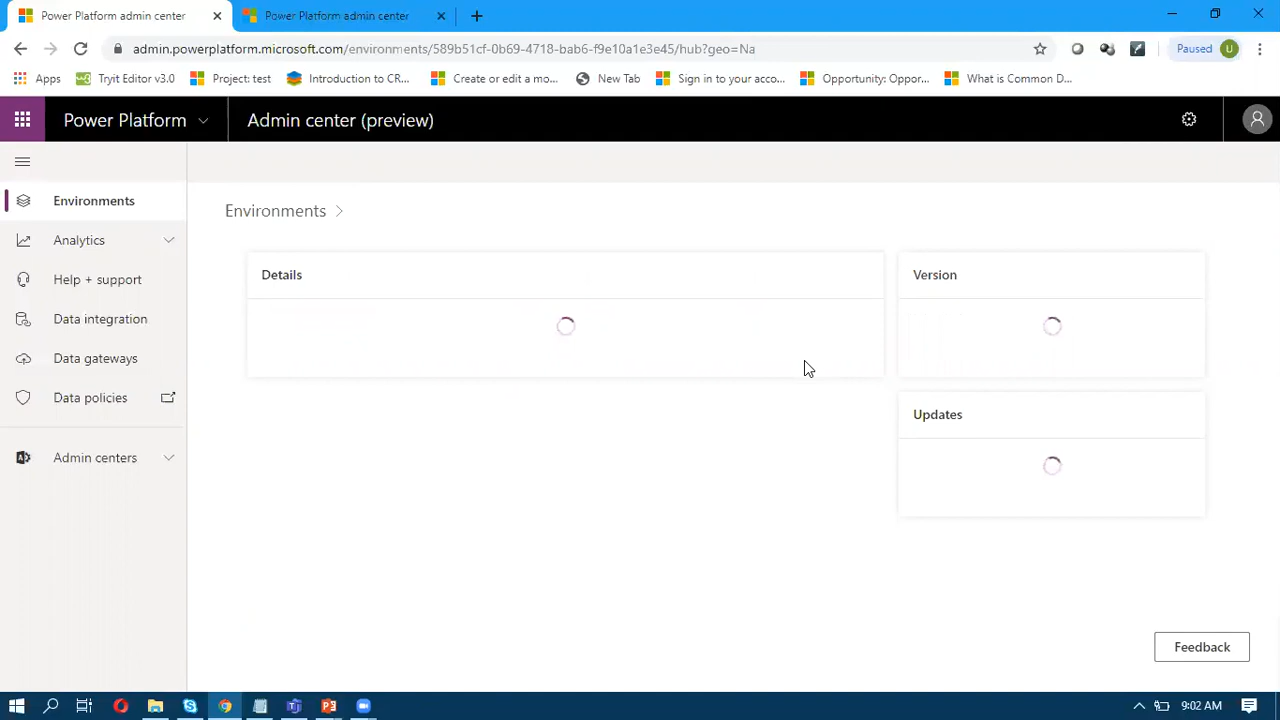 Power Platform admin center
Power Platform admin center
admin.powerplatform.microsoft.com/environments/589b51cf-0b69-4718-bab6-f9e10a1e3e45/hub?geo=Na
Paused U
Apps Tryit Editor v3.0 Project: test Introduction to CR... Create or edit a mo... New Tab Sign in to your acco... Opportunity: Oppor... What is Common D...
Power Platform Admin center (preview)
Environments
Analytics
Help + support
Data integration
Data gateways
Data policies
Admin centers
Environments
Details
Version
Updates
Feedback
9:02 AM